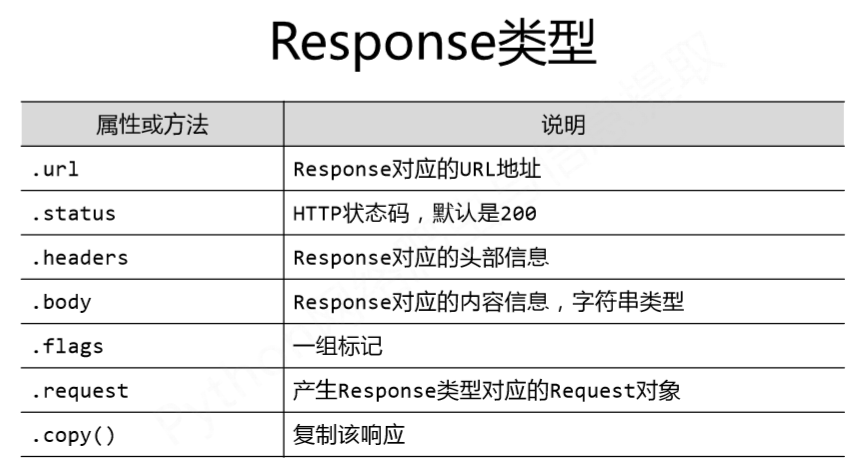 Response类型
属性或方法 说明
.url Response对应的URL地址
.status HTTP状态码，默认是200
.headers Response对应的头部信息
.body Response对应的内容信息，字符串类型
.flags 一组标记
.request 产生Response类型对应的Request对象
.copy() 复制该响应